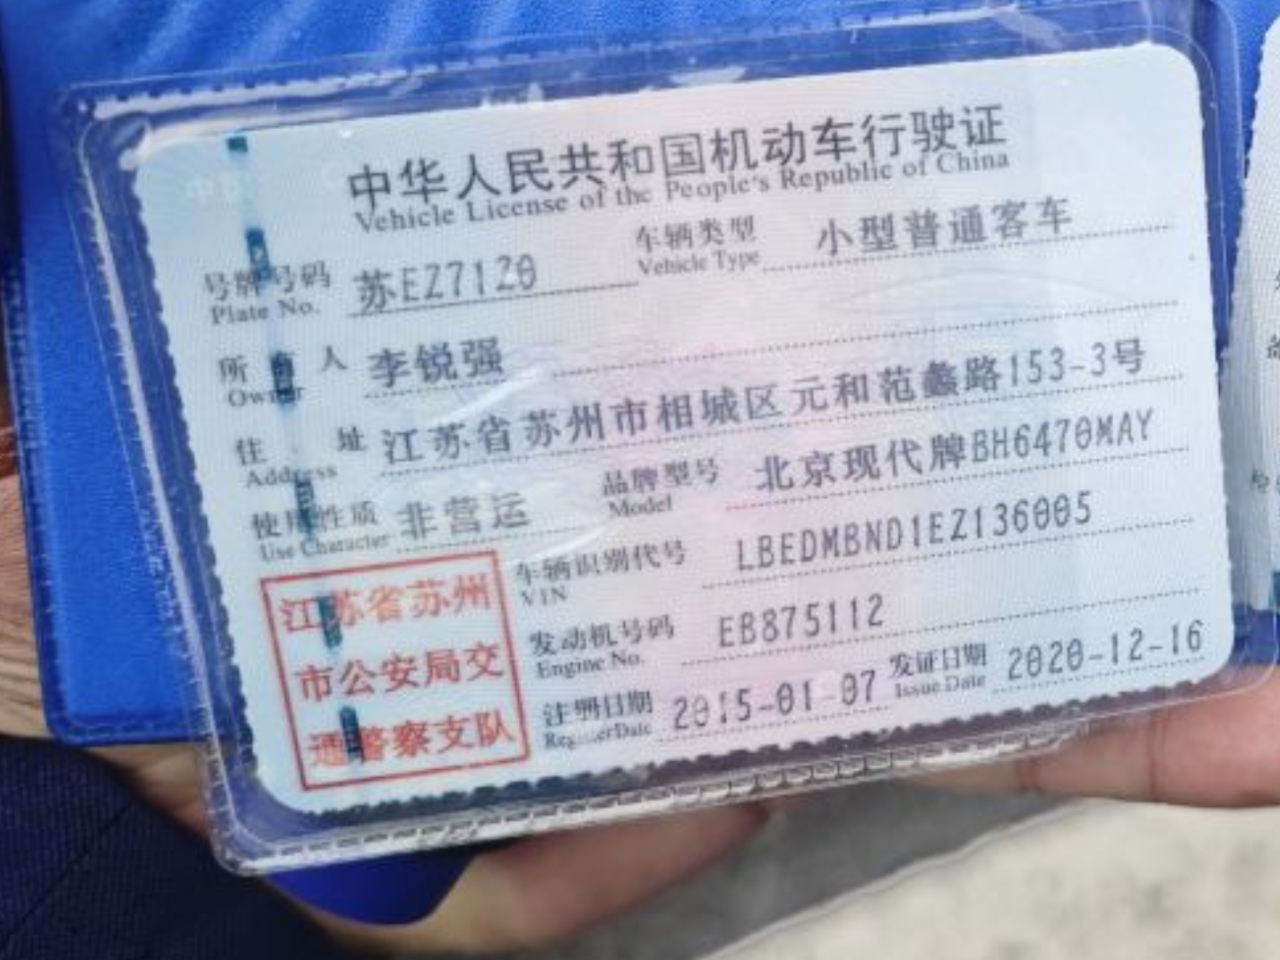 中华人民共和国机动车行驶证
Vehicle License of the People's Republic of China
号牌号码 苏EZ7120 车辆类型 小型普通客车
Plate No. Vehicle Type
所有人 李锐强
Owner
住址 江苏省苏州市相城区元和范蠡路153-3号
Address
使用性质 非营运 品牌型号 北京现代牌BH6470MAY
Use Character Model
车辆识别代号 LBEDMBND1EZ136005
VIN
发动机号码 EB875112
Engine No.
注册日期 2015-01-07 发证日期 2020-12-16
Issue Date
江苏省苏州
市公安局交
通警察支队